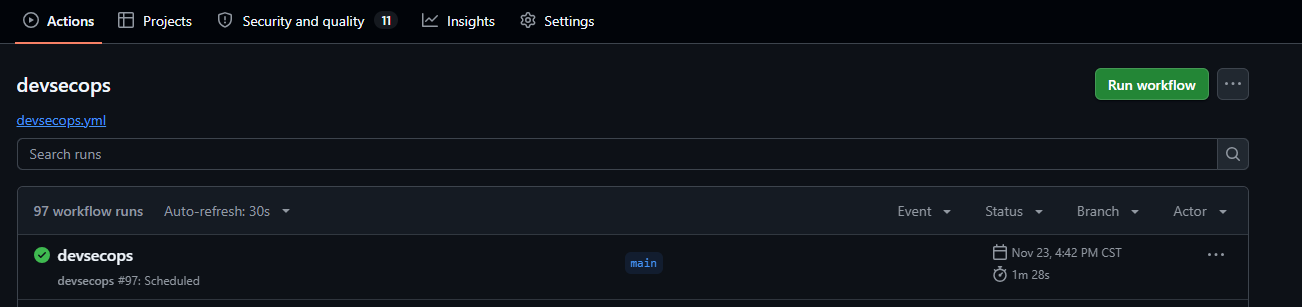 Actions Projects Security and quality 11 Insights Settings
devsecops Run workflow
devsecops.yml
Search runs
97 workflow runs Auto-refresh: 30s Event Status Branch Actor
devsecops main Nov 23, 4:42 PM CST
devsecops #97: Scheduled 1m 28s